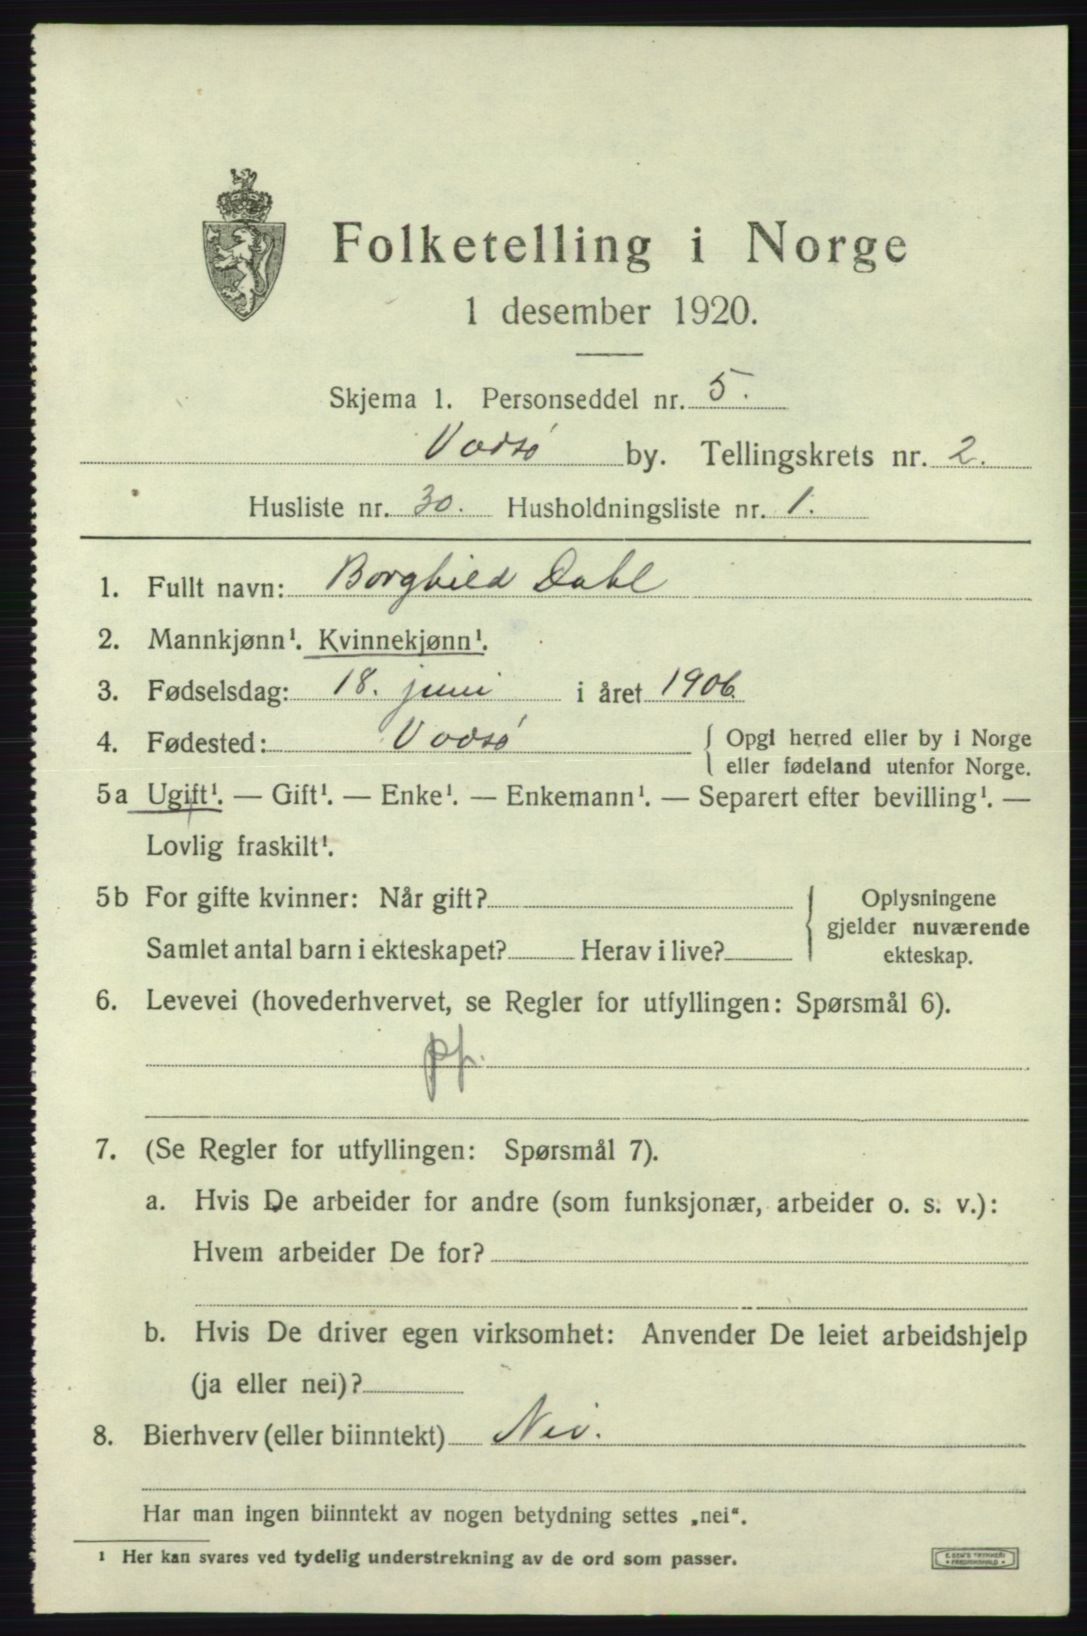 Folketelling i Norge
1 desember 1920.
Skjema 1. Personseddel nr. 5.
Vadsø by. Tellingskrets nr. 2.
Husliste nr. 30. Husholdningsliste nr. 1.
1. Fullt navn: Borghild Dahl
2. Mannkjønn¹. Kvinnekjønn¹.
3. Fødselsdag: 18. juni i året 1906
4. Fødested: Vadsø { Opgi herred eller by i Norge
eller fødeland utenfor Norge.
5a Ugift¹. — Gift¹. — Enke¹. — Enkemann¹. — Separert efter bevilling¹. —
Lovlig fraskilt¹.
5b For gifte kvinner: Når gift?
Samlet antal barn i ekteskapet? Herav i live?
Oplysningene
gjelder nuværende
ekteskap.
6. Levevei (hovederhvervet, se Regler for utfyllingen: Spørsmål 6).
pp.
7. (Se Regler for utfyllingen: Spørsmål 7).
a. Hvis De arbeider for andre (som funksjonær, arbeider o. s. v.):
Hvem arbeider De for?
b. Hvis De driver egen virksomhet: Anvender De leiet arbeidshjelp
(ja eller nei)?
8. Bierhverv (eller biinntekt) Nei.
Har man ingen biinntekt av nogen betydning settes „nei“.
¹ Her kan svares ved tydelig understrekning av de ord som passer.